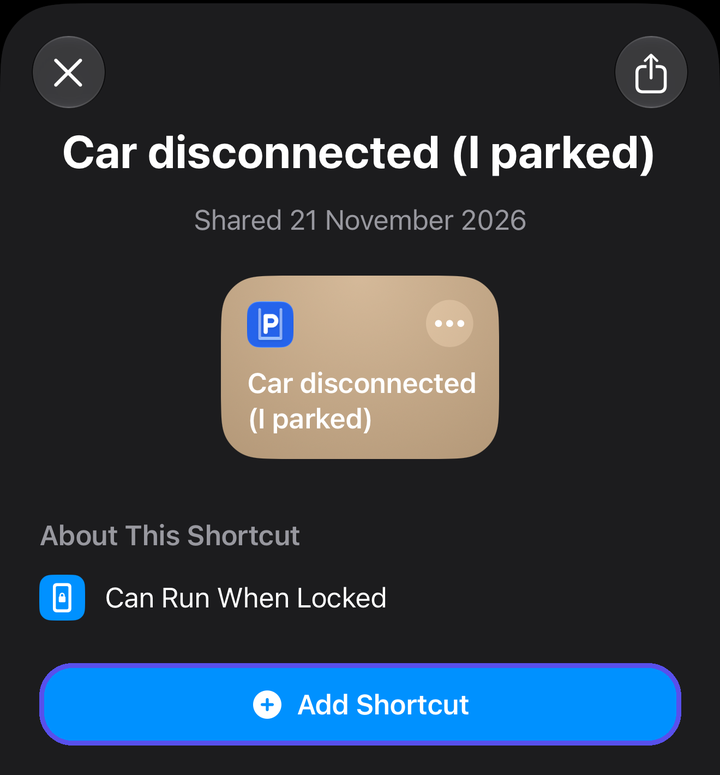 Car disconnected (I parked)
Shared 21 November 2026
P
Car disconnected
(I parked)
About This Shortcut
Can Run When Locked
Add Shortcut